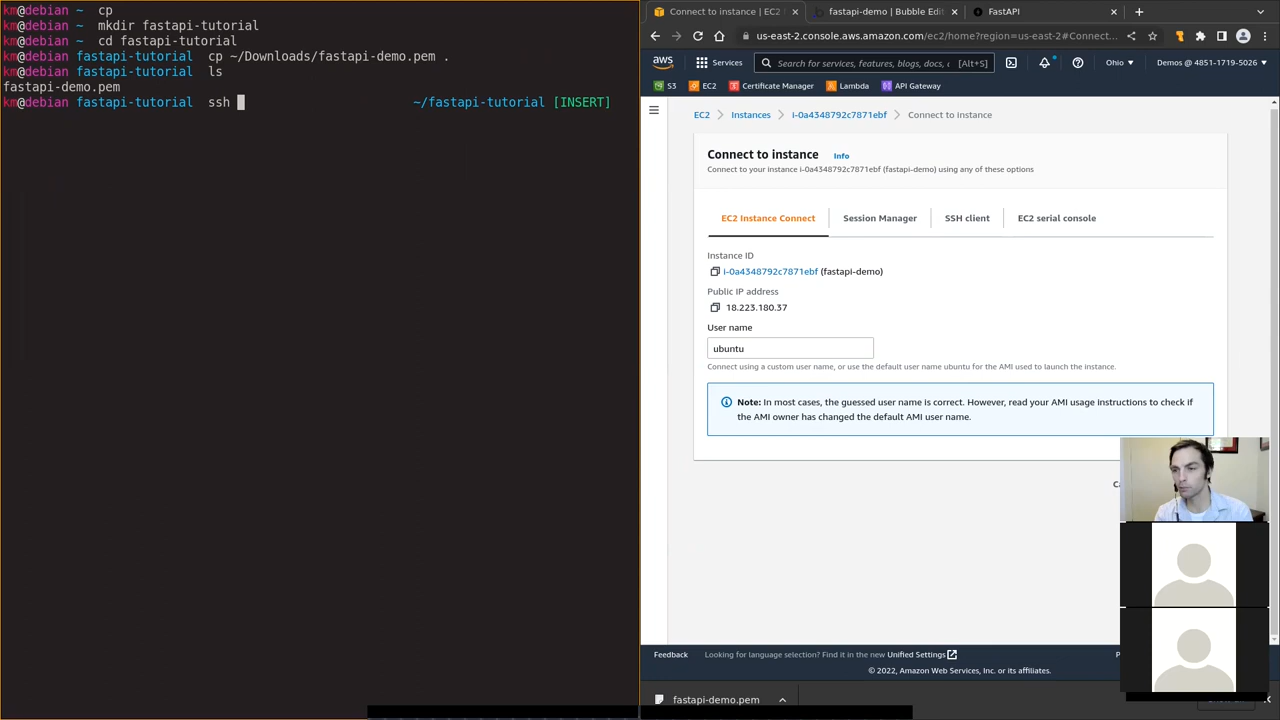 km@debian ~ cp
km@debian ~ mkdir fastapi-tutorial
km@debian ~ cd fastapi-tutorial
km@debian fastapi-tutorial cp ~/Downloads/fastapi-demo.pem .
km@debian fastapi-tutorial ls
fastapi-demo.pem
km@debian fastapi-tutorial ssh ~/fastapi-tutorial [INSERT]
Connect to instance | EC2
fastapi-demo | Bubble Edit
FastAPI
us-east-2.console.aws.amazon.com/ec2/home?region=us-east-2#Connect...
aws
Services
Search for services, features, blogs, docs, a [Alt+S]
Ohio
Demos @ 4851-1719-5026
S3
EC2
Certificate Manager
Lambda
API Gateway
EC2 > Instances > i-0a4348792c7871ebf > Connect to instance
Connect to instance Info
Connect to your instance i-0a4348792c7871ebf (fastapi-demo) using any of these options
EC2 Instance Connect
Session Manager
SSH client
EC2 serial console
Instance ID
i-0a4348792c7871ebf (fastapi-demo)
Public IP address
18.223.180.37
User name
ubuntu
Connect using a custom user name, or use the default user name ubuntu for the AMI used to launch the instance.
Note: In most cases, the guessed user name is correct. However, read your AMI usage instructions to check if
the AMI owner has changed the default AMI user name.
Feedback
Looking for language selection? Find it in the new Unified Settings
© 2022, Amazon Web Services, Inc. or its affiliates.
fastapi-demo.pem